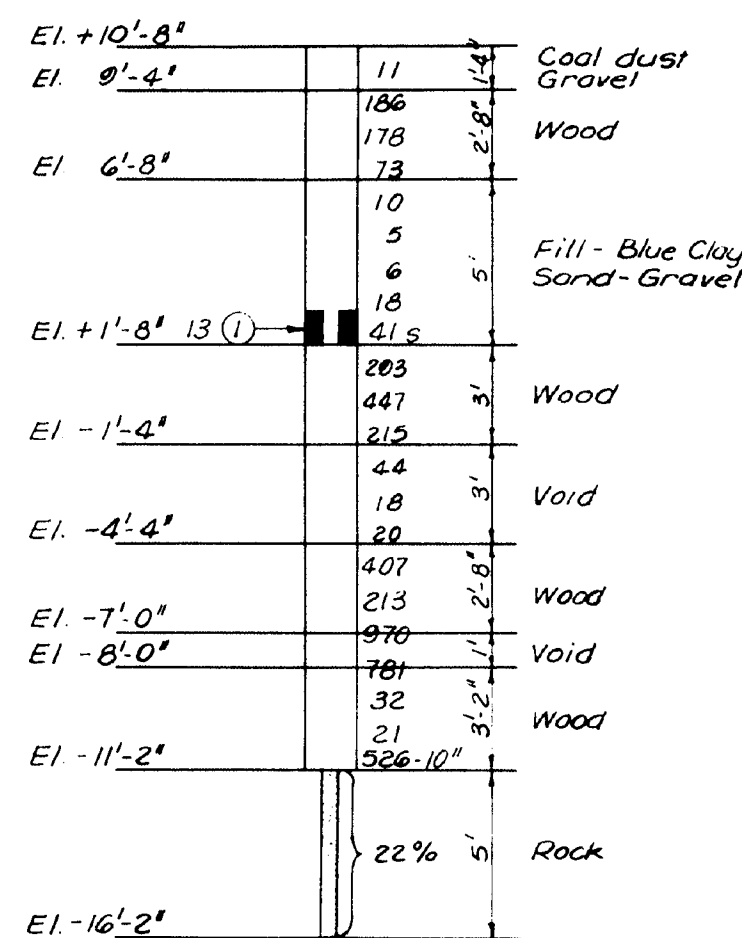 El. +10'-8"
11 1'-4" Coal dust
El. 9'-4" Gravel
186
178 2'-8" Wood
El. 6'-8" 73
10
5
6 5' Fill - Blue Clay
18 Sand - Gravel
El. +1'-8" 13 1 41 s
203
447 3' Wood
El. -1'-4" 215
44
18 3' Void
El. -4'-4" 20
407
213 2'-8" Wood
El. -7'-0" 970
1' Void
El -8'-0" 781
32 3'-2" Wood
21
El. -11'-2" 526-10"
22% 5' Rock
El. -16'-2"